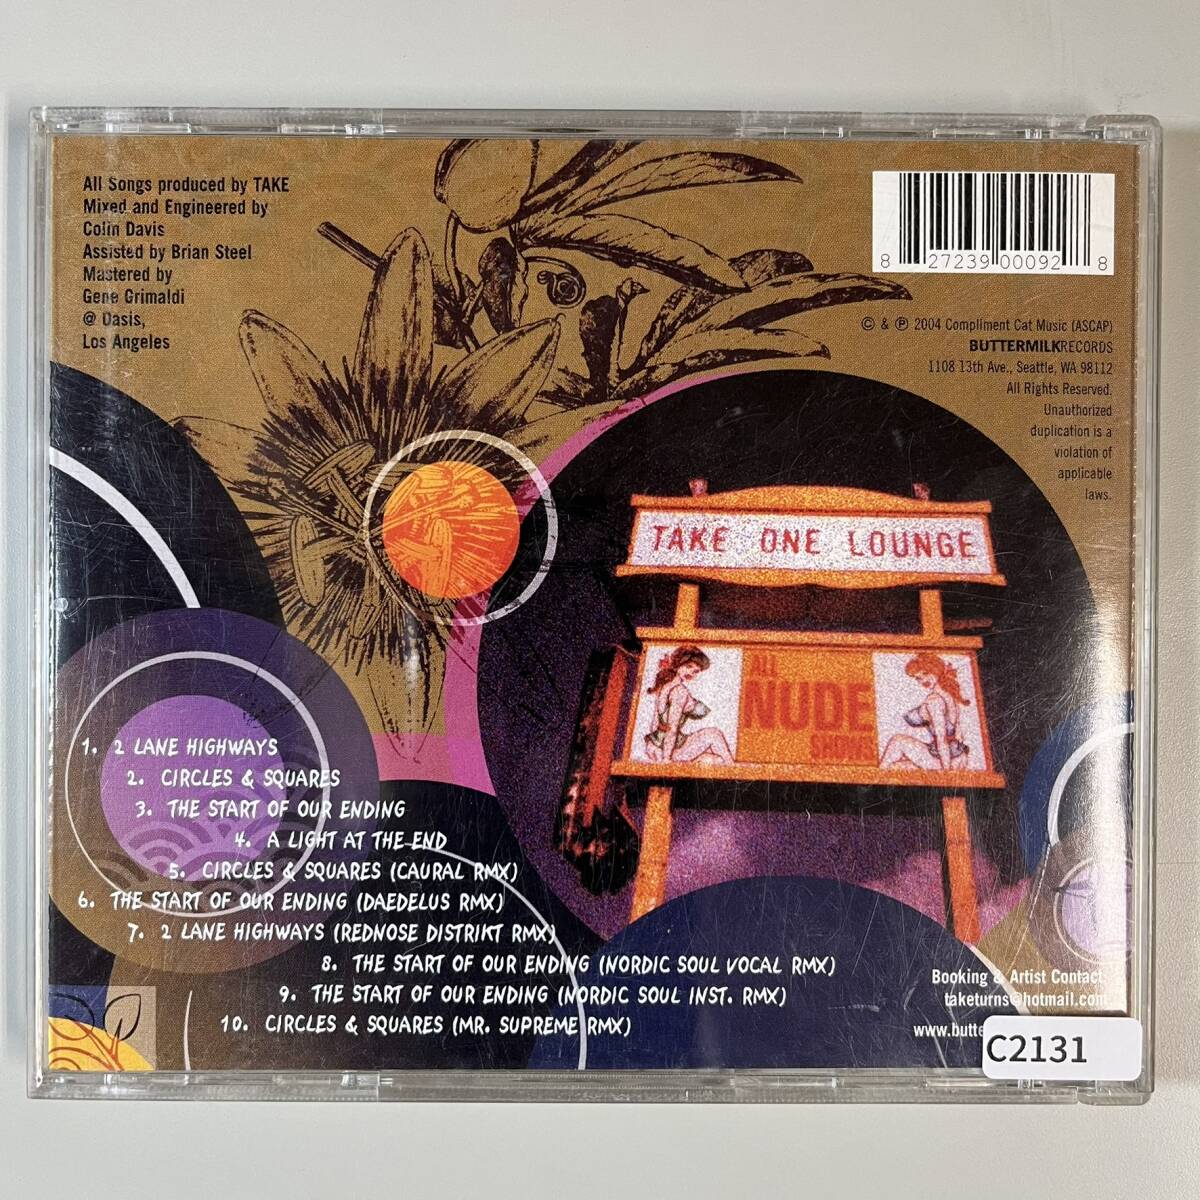 All Songs produced by TAKE
Mixed and Engineered by
Colin Davis
Assisted by Brian Steel
Mastered by
Gene Grimaldi
@ Oasis,
Los Angeles
8 27239 00092 8
© & ℗ 2004 Compliment Cat Music (ASCAP)
BUTTERMILKRECORDS
1108 13th Ave., Seattle, WA 98112
All Rights Reserved.
Unauthorized
duplication is a
violation of
applicable
laws.
TAKE ONE LOUNGE
ALL
NUDE
SHOWS
1. 2 LANE HIGHWAYS
2. CIRCLES & SQUARES
3. THE START OF OUR ENDING
4. A LIGHT AT THE END
5. CIRCLES & SQUARES (CAURAL RMX)
6. THE START OF OUR ENDING (DAEDELUS RMX)
7. 2 LANE HIGHWAYS (REDNOSE DISTRIKT RMX)
8. THE START OF OUR ENDING (NORDIC SOUL VOCAL RMX)
9. THE START OF OUR ENDING (NORDIC SOUL INST. RMX)
10. CIRCLES & SQUARES (MR. SUPREME RMX)
Booking & Artist Contact:
taketurns@hotmail.com
www.butte
C2131